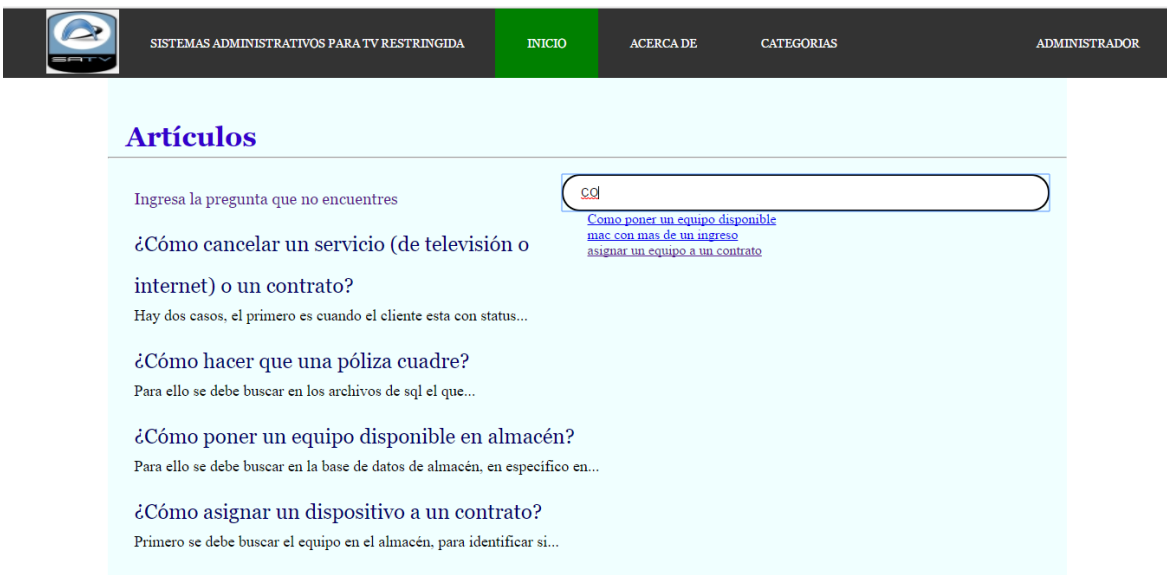 SATV
SISTEMAS ADMINISTRATIVOS PARA TV RESTRINGIDA
INICIO
ACERCA DE
CATEGORIAS
ADMINISTRADOR
Artículos
Ingresa la pregunta que no encuentres
co
Como poner un equipo disponible
mac con mas de un ingreso
asignar un equipo a un contrato
¿Cómo cancelar un servicio (de televisión o
internet) o un contrato?
Hay dos casos, el primero es cuando el cliente esta con status...
¿Cómo hacer que una póliza cuadre?
Para ello se debe buscar en los archivos de sql el que...
¿Cómo poner un equipo disponible en almacén?
Para ello se debe buscar en la base de datos de almacén, en especifico en...
¿Cómo asignar un dispositivo a un contrato?
Primero se debe buscar el equipo en el almacén, para identificar si...